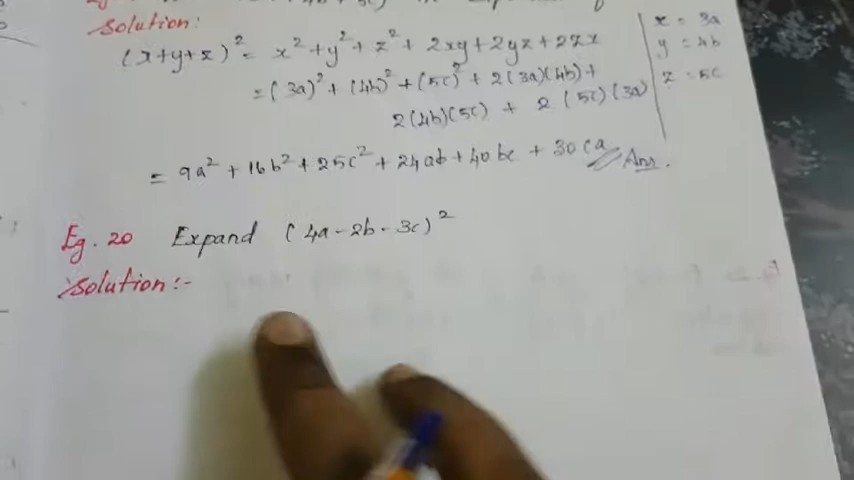 Solution:
(x+y+z)² = x² + y² + z² + 2xy + 2yz + 2zx
x = 3a
y = 4b
z = 5c
= (3a)² + (4b)² + (5c)² + 2(3a)(4b) +
2(4b)(5c) + 2(5c)(3a)
= 9a² + 16b² + 25c² + 24ab + 40bc + 30ca Ans.
Eg. 20 Expand (4a - 2b - 3c)²
Solution:-